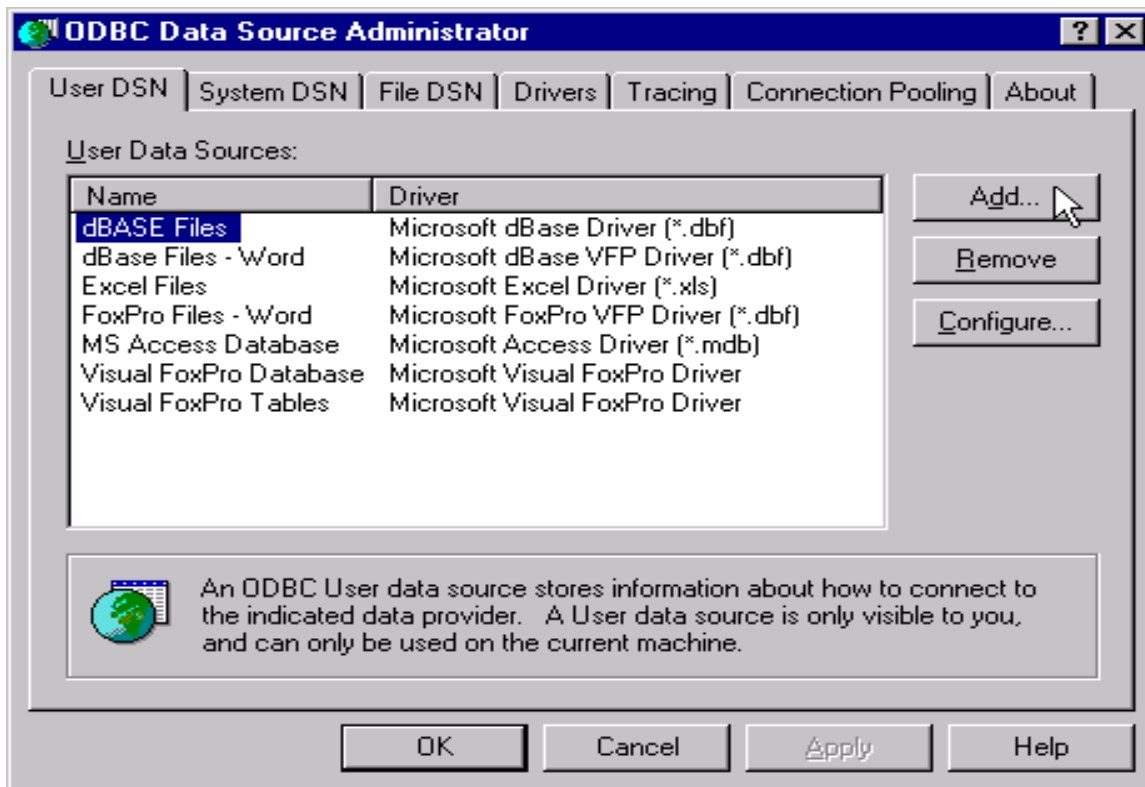 ODBC Data Source Administrator
User DSN System DSN File DSN Drivers Tracing Connection Pooling About
User Data Sources:
Name Driver
dBASE Files Microsoft dBase Driver (*.dbf)
dBase Files - Word Microsoft dBase VFP Driver (*.dbf)
Excel Files Microsoft Excel Driver (*.xls)
FoxPro Files - Word Microsoft FoxPro VFP Driver (*.dbf)
MS Access Database Microsoft Access Driver (*.mdb)
Visual FoxPro Database Microsoft Visual FoxPro Driver
Visual FoxPro Tables Microsoft Visual FoxPro Driver
Add...
Remove
Configure...
An ODBC User data source stores information about how to connect to
the indicated data provider. A User data source is only visible to you,
and can only be used on the current machine.
OK Cancel Apply Help